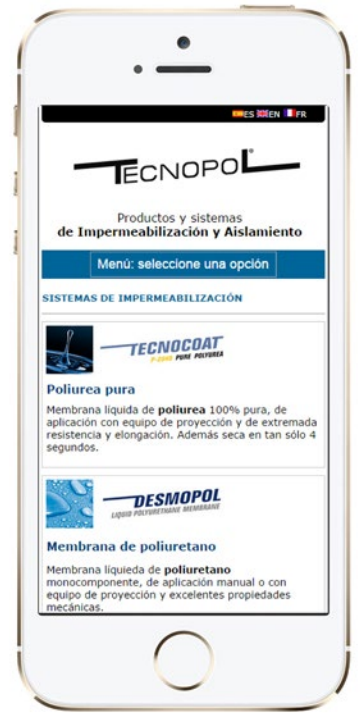 ES EN FR
TECNOPOL
Productos y sistemas
de Impermeabilización y Aislamiento
Menú: seleccione una opción
SISTEMAS DE IMPERMEABILIZACIÓN
TECNOCOAT
P-2049 PURE POLYUREA
Poliurea pura
Membrana líquida de poliurea 100% pura, de
aplicación con equipo de proyección y de extremada
resistencia y elongación. Además seca en tan sólo 4
segundos.
DESMOPOL
LIQUID POLYURETHANE MEMBRANE
Membrana de poliuretano
Membrana líquieda de poliuretano
monocomponente, de aplicación manual o con
equipo de proyección y excelentes propiedades
mecánicas.